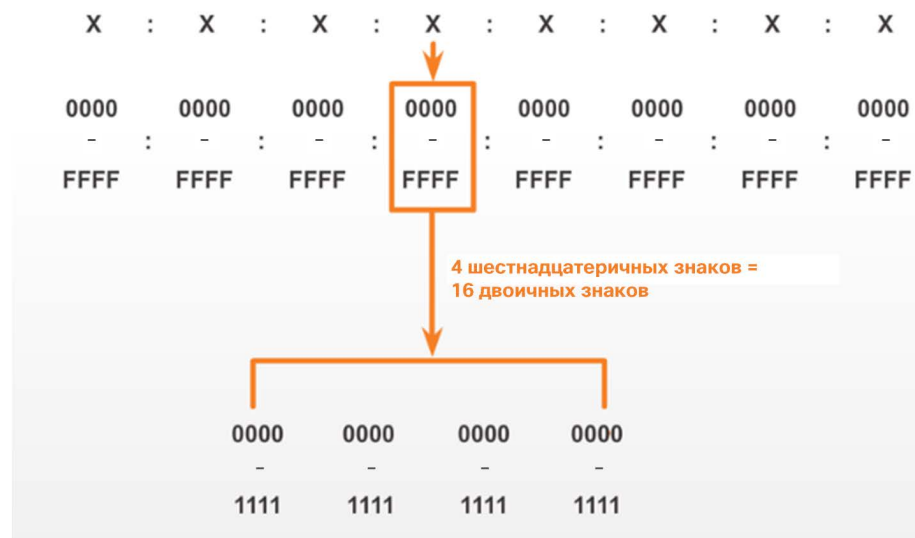 X : X : X : X : X : X : X : X
0000 0000 0000 0000 0000 0000 0000 0000
– : – : – : – : – : – : – : –
FFFF FFFF FFFF FFFF FFFF FFFF FFFF FFFF
4 шестнадцатеричных знаков =
16 двоичных знаков
0000 0000 0000 0000
– – – –
1111 1111 1111 1111